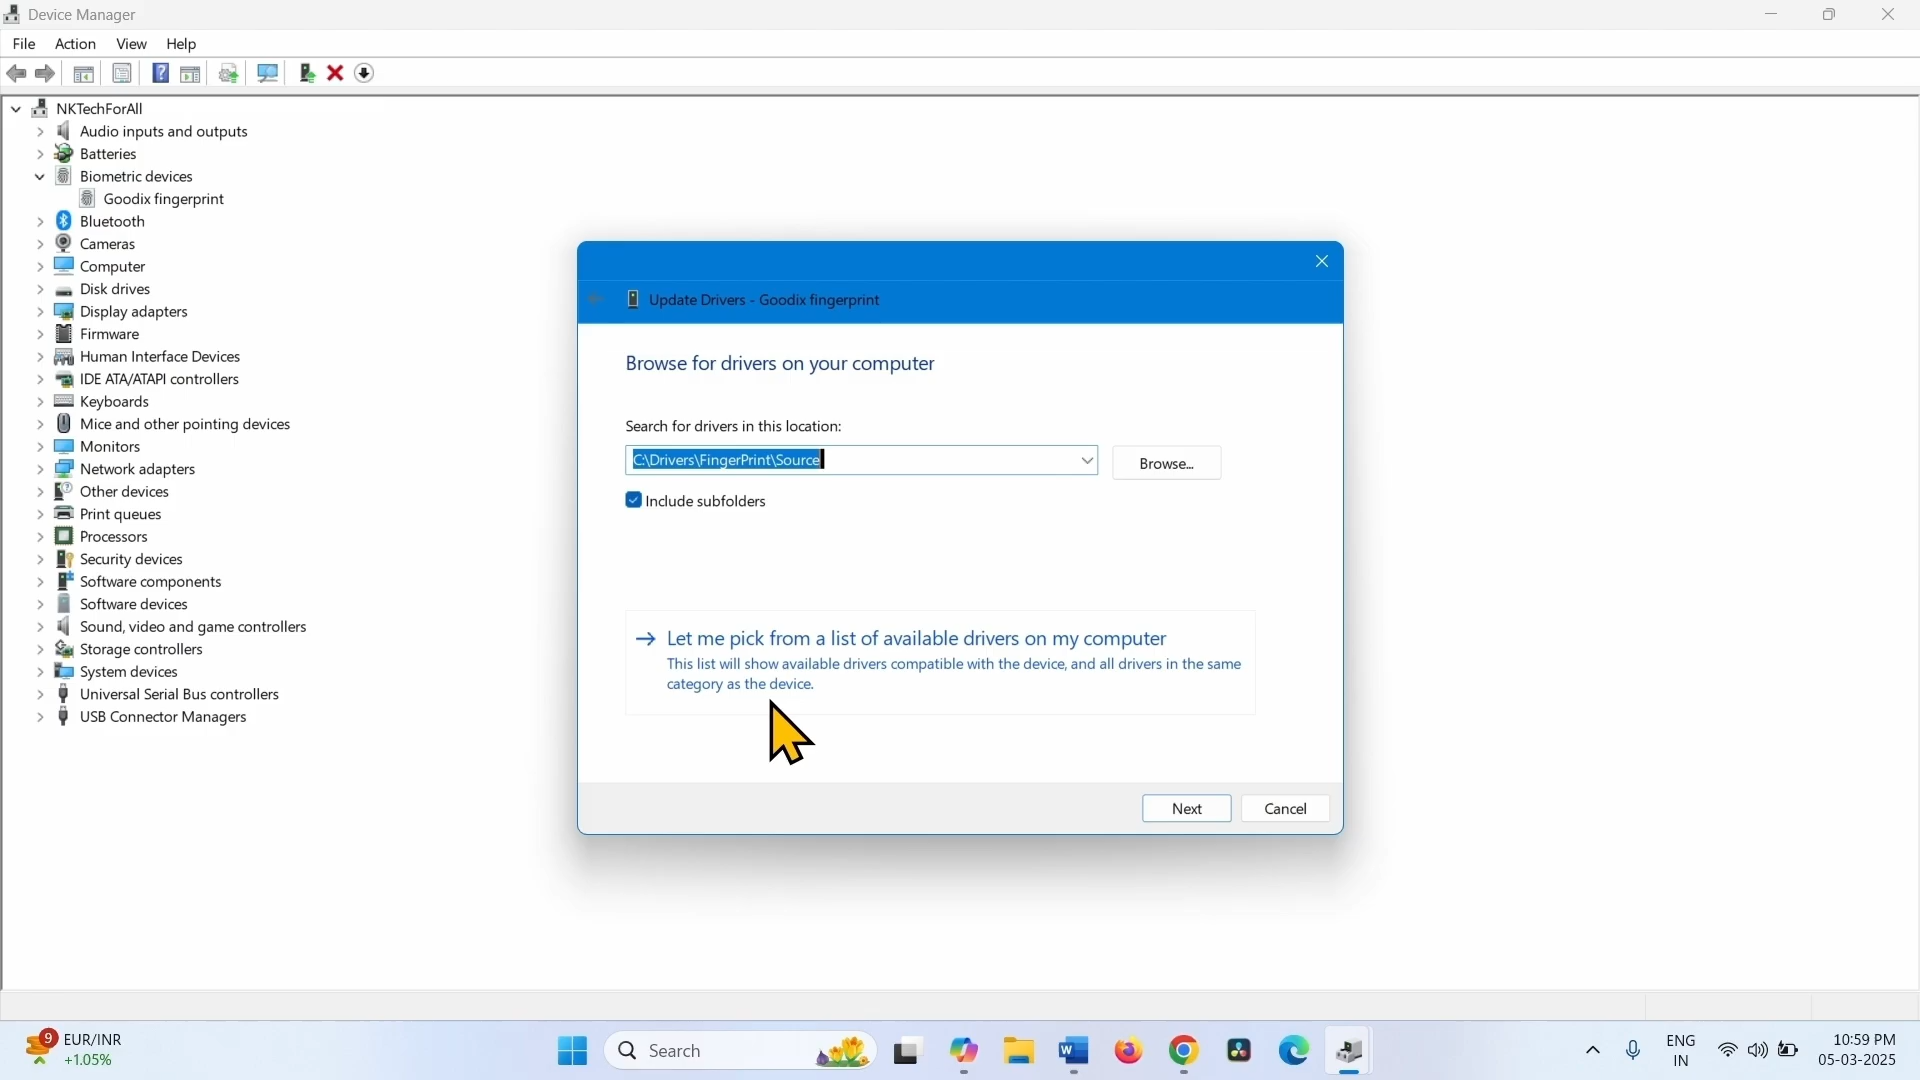 Device Manager
File Action View Help
NKTechForAll
Audio inputs and outputs
Batteries
Biometric devices
Goodix fingerprint
Bluetooth
Cameras
Computer
Disk drives
Display adapters
Firmware
Human Interface Devices
IDE ATA/ATAPI controllers
Keyboards
Mice and other pointing devices
Monitors
Network adapters
Other devices
Print queues
Processors
Security devices
Software components
Software devices
Sound, video and game controllers
Storage controllers
System devices
Universal Serial Bus controllers
USB Connector Managers
Update Drivers - Goodix fingerprint
Browse for drivers on your computer
Search for drivers in this location:
C:\Drivers\FingerPrint\Source
Browse...
Include subfolders
Let me pick from a list of available drivers on my computer
This list will show available drivers compatible with the device, and all drivers in the same
category as the device.
Next Cancel
9
EUR/INR
+1.05%
Search
ENG
IN
10:59 PM
05-03-2025